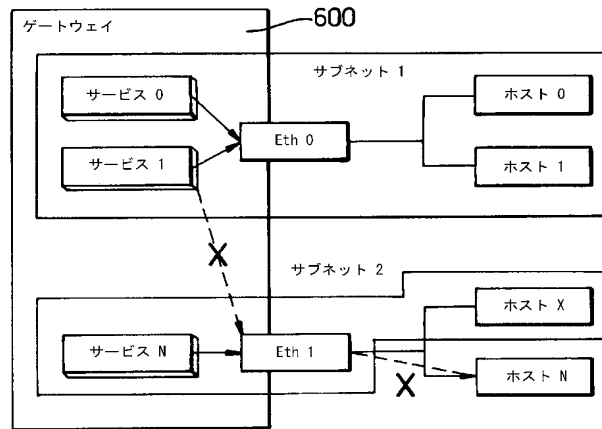 ゲートウェイ
600
サブネット 1
サービス 0
ホスト 0
Eth 0
サービス 1
ホスト 1
X
サブネット 2
ホスト X
サービス N
Eth 1
ホスト N
X